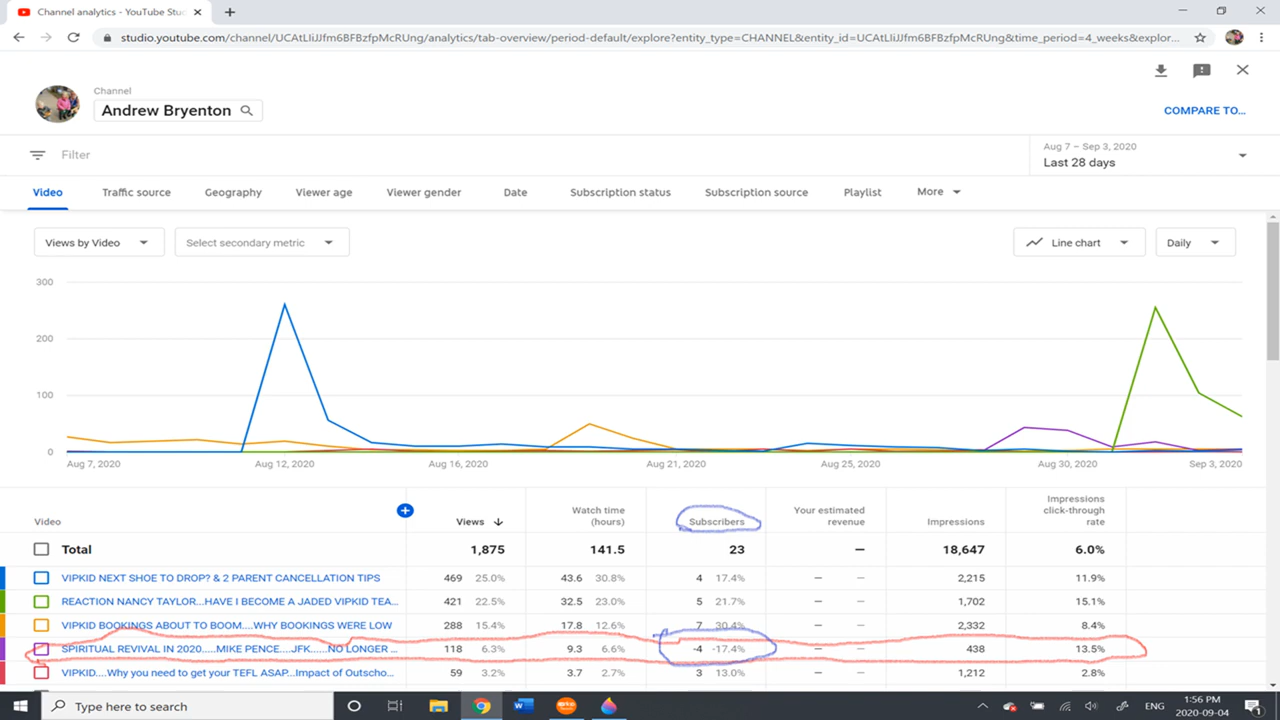 Channel analytics - YouTube Stu
studio.youtube.com/channel/UCAtLIiJJfm6BFBzfpMcRUng/analytics/tab-overview/period-default/explore?entity_type=CHANNEL&entity_id=UCAtLIiJJfm6BFBzfpMcRUng&time_period=4_weeks&explor...
Channel
Andrew Bryenton
COMPARE TO...
Filter
Aug 7 – Sep 3, 2020
Last 28 days
Video Traffic source Geography Viewer age Viewer gender Date Subscription status Subscription source Playlist More
Views by Video Select secondary metric Line chart Daily
300
200
100
0
Aug 7, 2020 Aug 12, 2020 Aug 16, 2020 Aug 21, 2020 Aug 25, 2020 Aug 30, 2020 Sep 3, 2020
Video Views Watch time (hours) Subscribers Your estimated revenue Impressions Impressions click-through rate
Total 1,875 141.5 23 — 18,647 6.0%
VIPKID NEXT SHOE TO DROP? & 2 PARENT CANCELLATION TIPS 469 25.0% 43.6 30.8% 4 17.4% — — 2,215 11.9%
REACTION NANCY TAYLOR...HAVE I BECOME A JADED VIPKID TEA... 421 22.5% 32.5 23.0% 5 21.7% — — 1,702 15.1%
VIPKID BOOKINGS ABOUT TO BOOM....WHY BOOKINGS WERE LOW 288 15.4% 17.8 12.6% 7 30.4% — — 2,332 8.4%
SPIRITUAL REVIVAL IN 2020.....MIKE PENCE....JFK......NO LONGER ... 118 6.3% 9.3 6.6% -4 -17.4% — — 438 13.5%
VIPKID....Why you need to get your TEFL ASAP...Impact of Outscho... 59 3.2% 3.7 2.7% 3 13.0% — — 1,212 2.8%
Type here to search
1:56 PM
2020-09-04